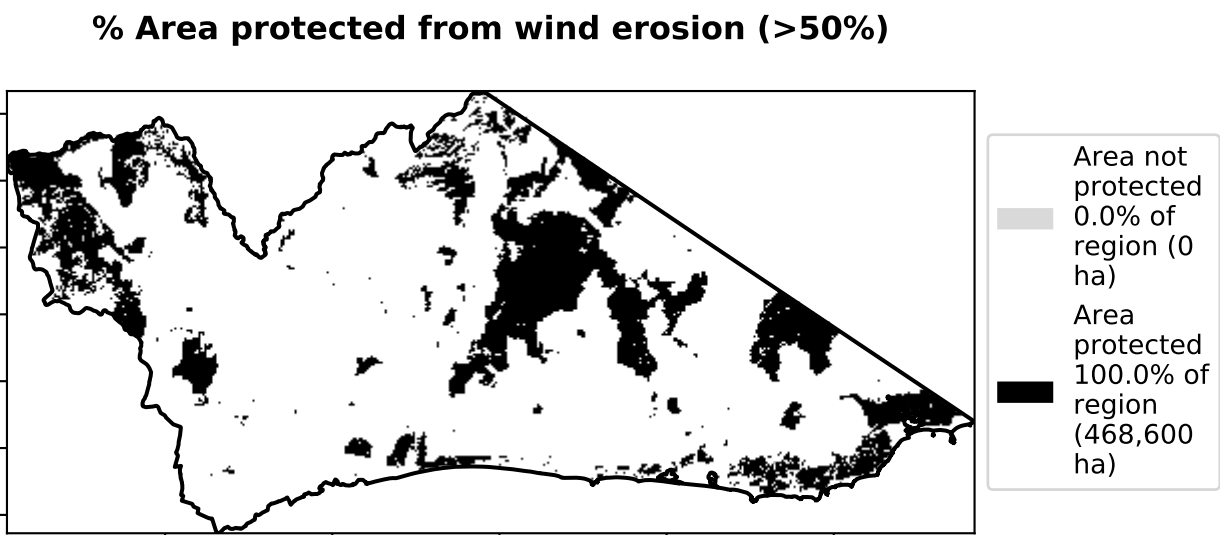 % Area protected from wind erosion (>50%)
Area not
protected
0.0% of
region (0
ha)
Area
protected
100.0% of
region
(468,600
ha)